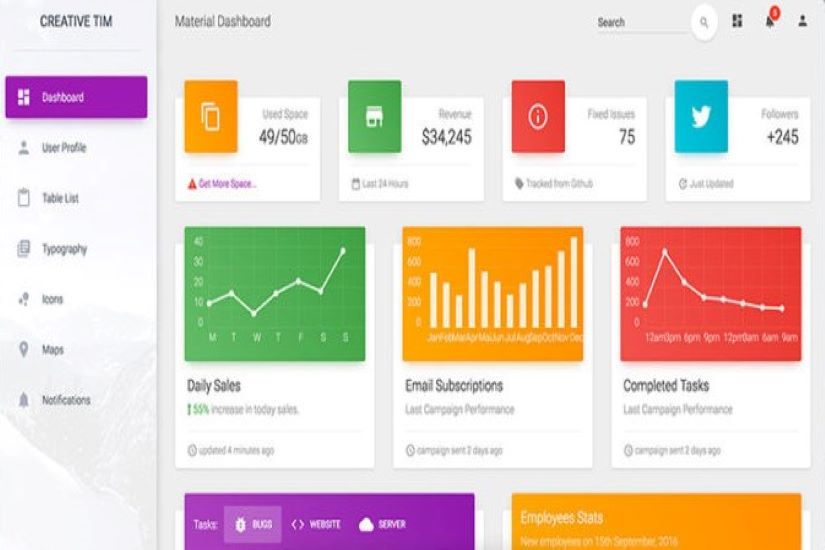 CREATIVE TIM
Dashboard
User Profile
Table List
Typography
Icons
Maps
Notifications
Material Dashboard
Search
5
Used Space
49/50GB
Get More Space...
Revenue
$34,245
Last 24 Hours
Fixed Issues
75
Tracked from Github
Followers
+245
Just Updated
40
30
20
10
0
M T W T F S S
Daily Sales
55% increase in today sales.
updated 4 minutes ago
800
600
400
200
0
JanFebMarAprMaiJunJulAugSepOctNovDec
Email Subscriptions
Last Campaign Performance
campaign sent 2 days ago
800
600
400
200
0
12am3pm 6pm 9pm 12pm3am 6am 9am
Completed Tasks
Last Campaign Performance
campaign sent 2 days ago
Tasks: BUGS WEBSITE SERVER
Employees Stats
New employees on 15th September, 2016